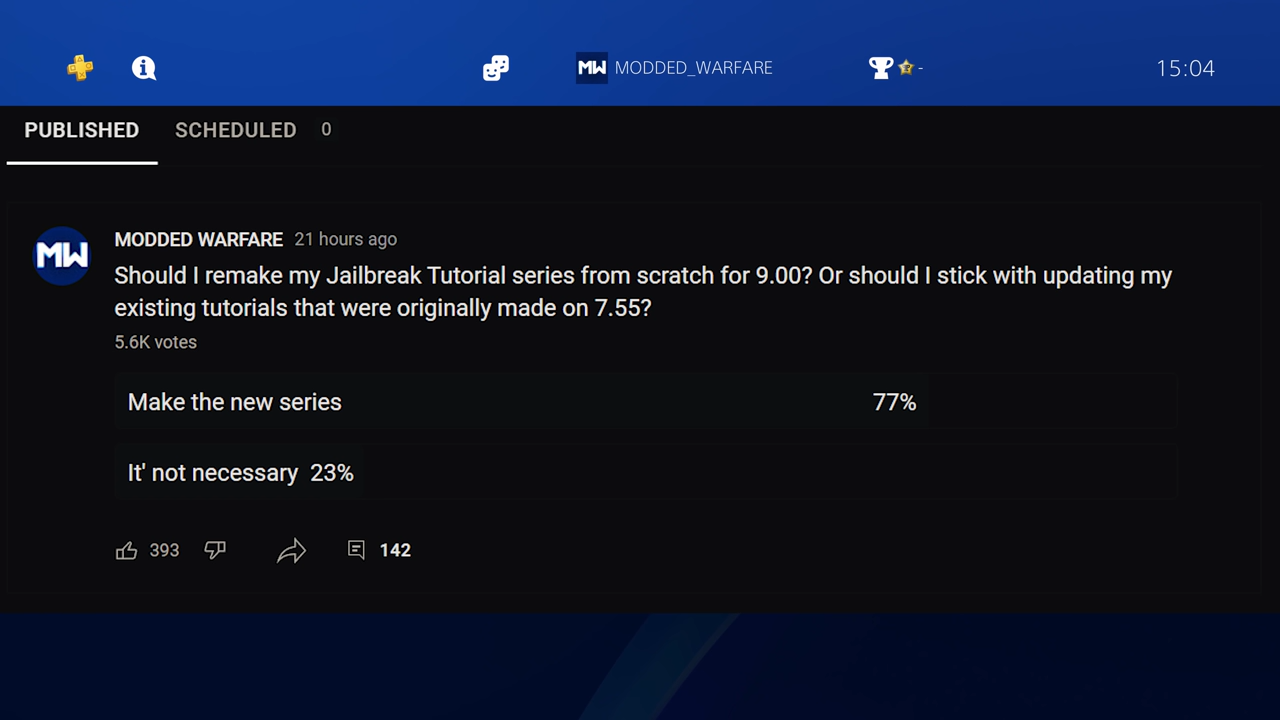 MW MODDED_WARFARE - 15:04
PUBLISHED SCHEDULED 0
MW MODDED WARFARE 21 hours ago
Should I remake my Jailbreak Tutorial series from scratch for 9.00? Or should I stick with updating my
existing tutorials that were originally made on 7.55?
5.6K votes
Make the new series 77%
It' not necessary 23%
393 142